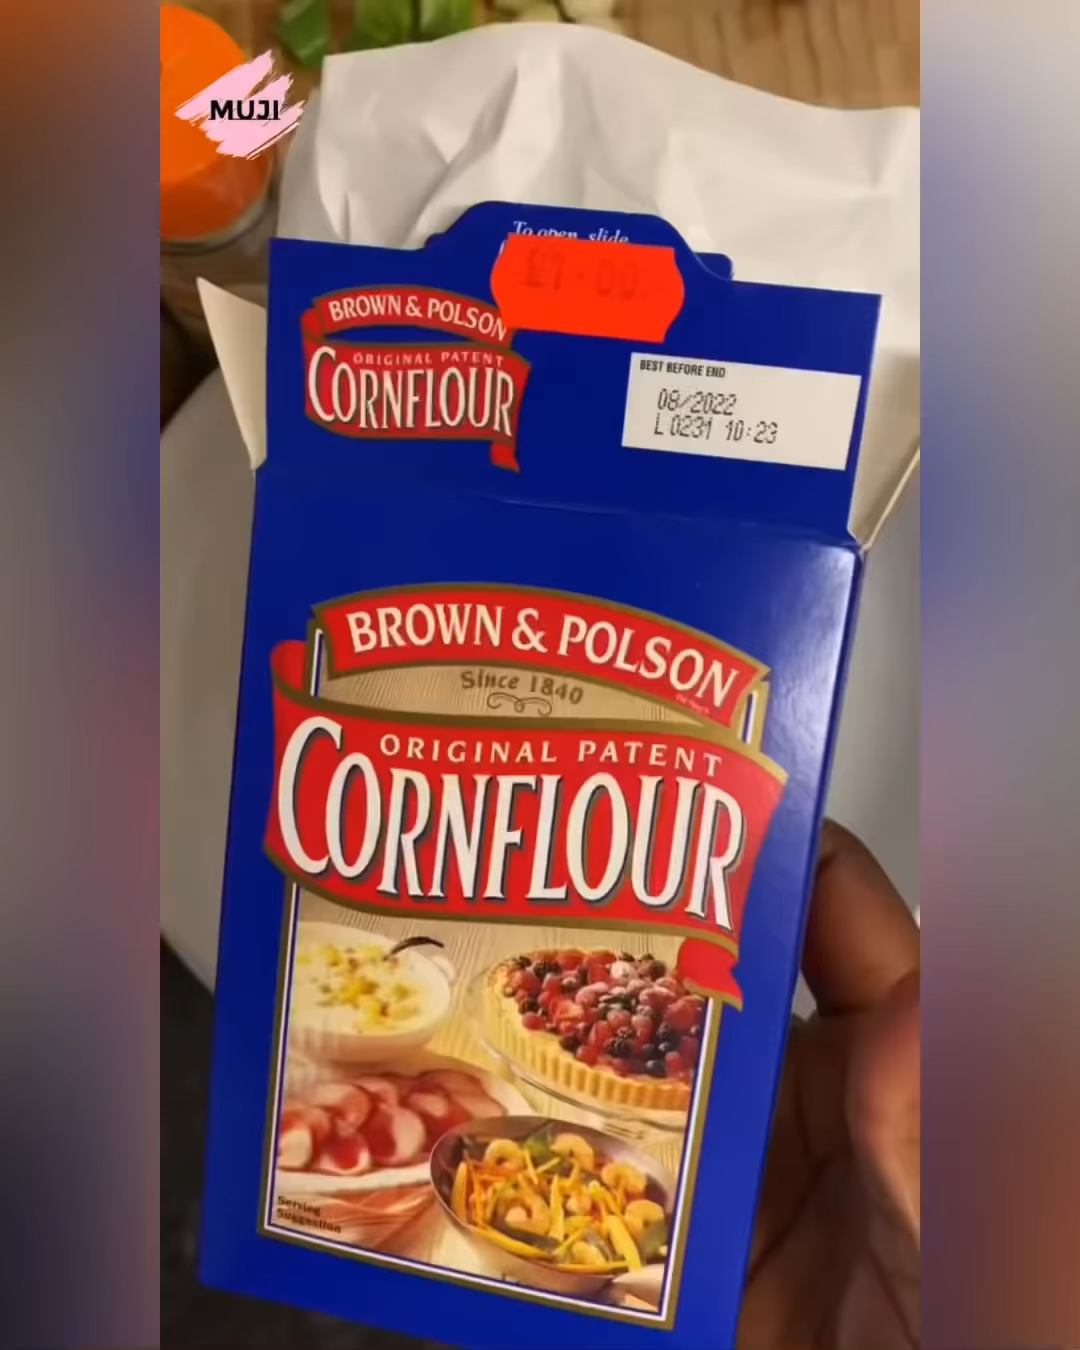 MUJI
To open, slide
£1.00
BROWN & POLSON
ORIGINAL PATENT
CORNFLOUR
BEST BEFORE END
08/2022
L0231 10:23
BROWN & POLSON
Since 1840
ORIGINAL PATENT
CORNFLOUR
Serving
Suggestion